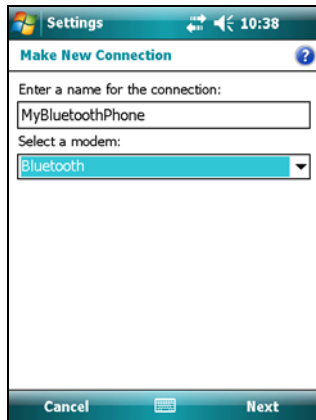 Settings 10:38
Make New Connection
Enter a name for the connection:
MyBluetoothPhone
Select a modem:
Bluetooth
Cancel Next